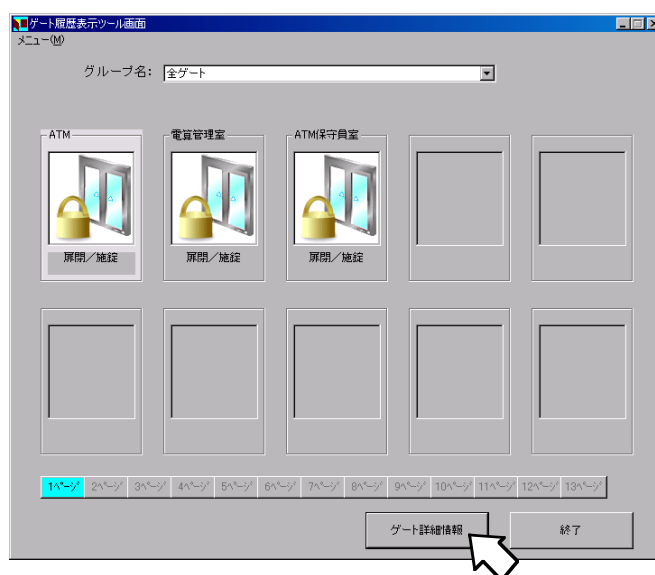 ゲート履歴表示ツール画面
メニュー(M)
グループ名: 全ゲート
ATM 電算管理室 ATM保守員室
扉閉／施錠 扉閉／施錠 扉閉／施錠
1ﾍﾟｰｼﾞ 2ﾍﾟｰｼﾞ 3ﾍﾟｰｼﾞ 4ﾍﾟｰｼﾞ 5ﾍﾟｰｼﾞ 6ﾍﾟｰｼﾞ 7ﾍﾟｰｼﾞ 8ﾍﾟｰｼﾞ 9ﾍﾟｰｼﾞ 10ﾍﾟｰｼﾞ 11ﾍﾟｰｼﾞ 12ﾍﾟｰｼﾞ 13ﾍﾟｰｼﾞ
ゲート詳細情報 終了